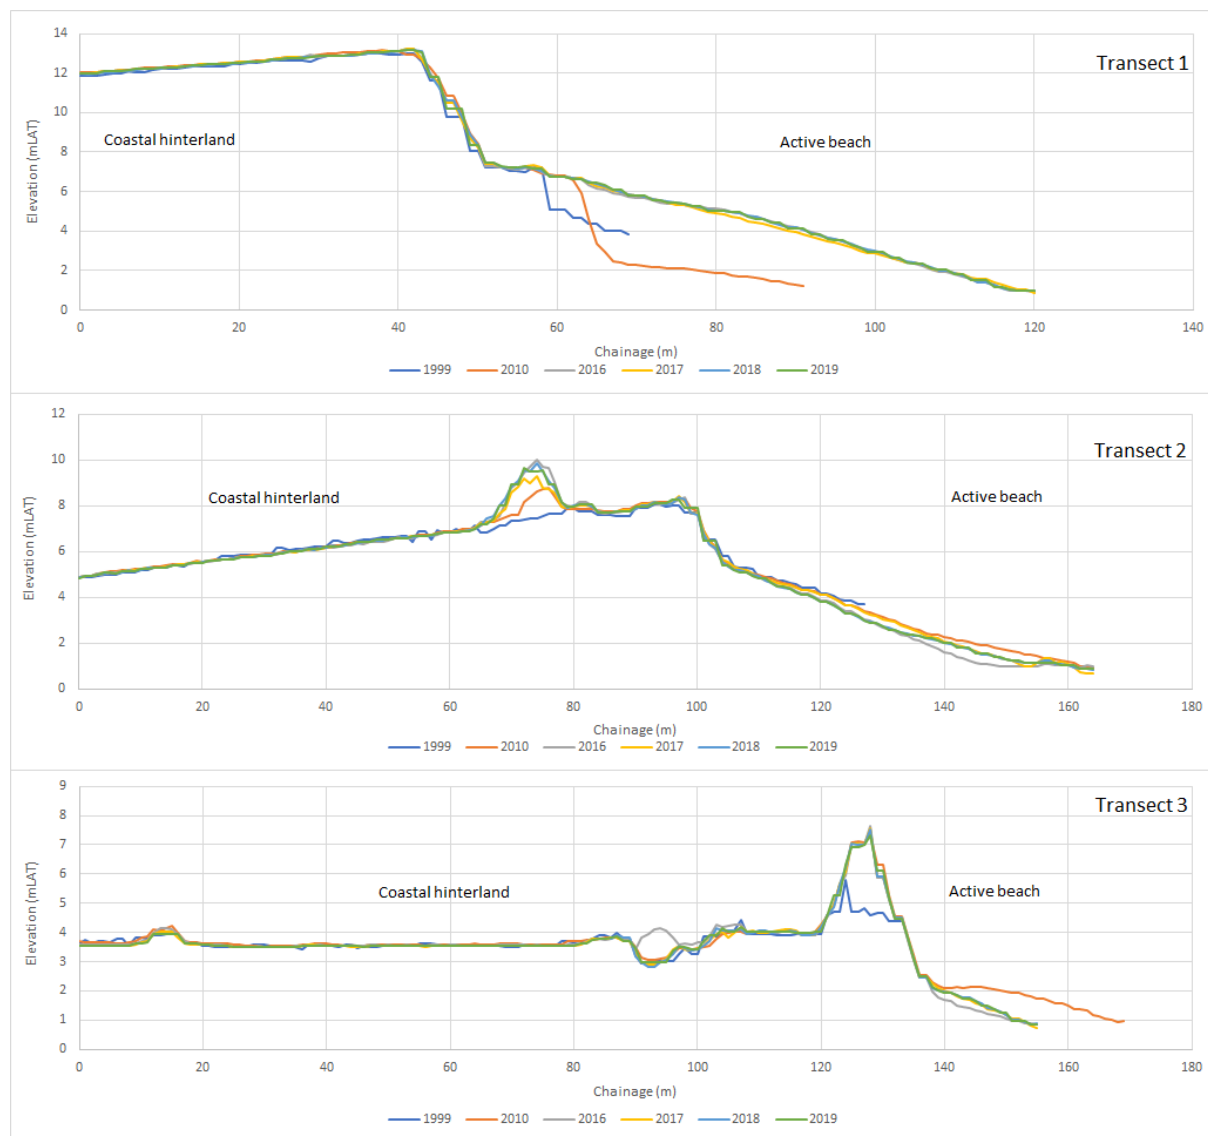 Transect 1
Elevation (mLAT)
14
12
10
8
6
4
2
0
Coastal hinterland
Active beach
0 20 40 60 80 100 120 140
Chainage (m)
1999 2010 2016 2017 2018 2019
Transect 2
Elevation (mLAT)
12
10
8
6
4
2
0
Coastal hinterland
Active beach
0 20 40 60 80 100 120 140 160 180
Chainage (m)
1999 2010 2016 2017 2018 2019
Transect 3
Elevation (mLAT)
9
8
7
6
5
4
3
2
1
0
Coastal hinterland
Active beach
0 20 40 60 80 100 120 140 160 180
Chainage (m)
1999 2010 2016 2017 2018 2019